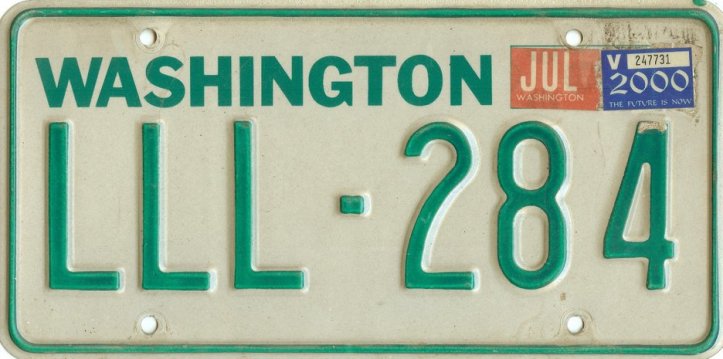 WASHINGTON
JUL
WASHINGTON
V 247731
2000
THE FUTURE IS NOW
LLL-284